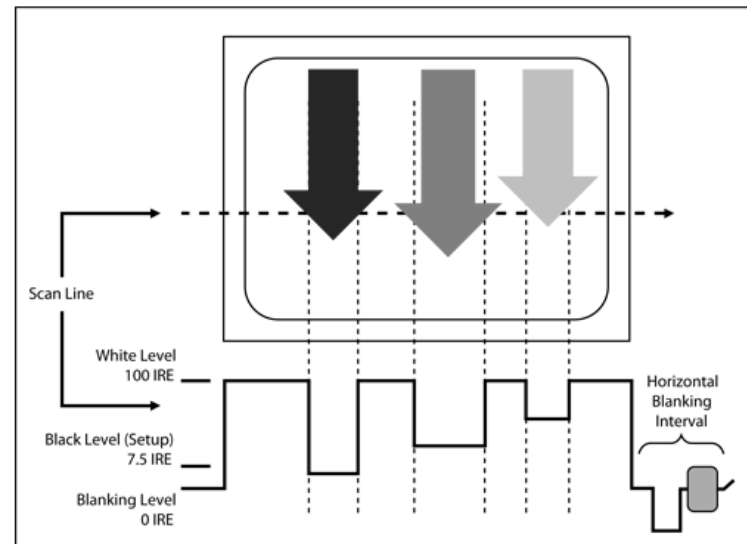 Scan Line
White Level
100 IRE
Black Level (Setup)
7.5 IRE
Blanking Level
0 IRE
Horizontal
Blanking
Interval